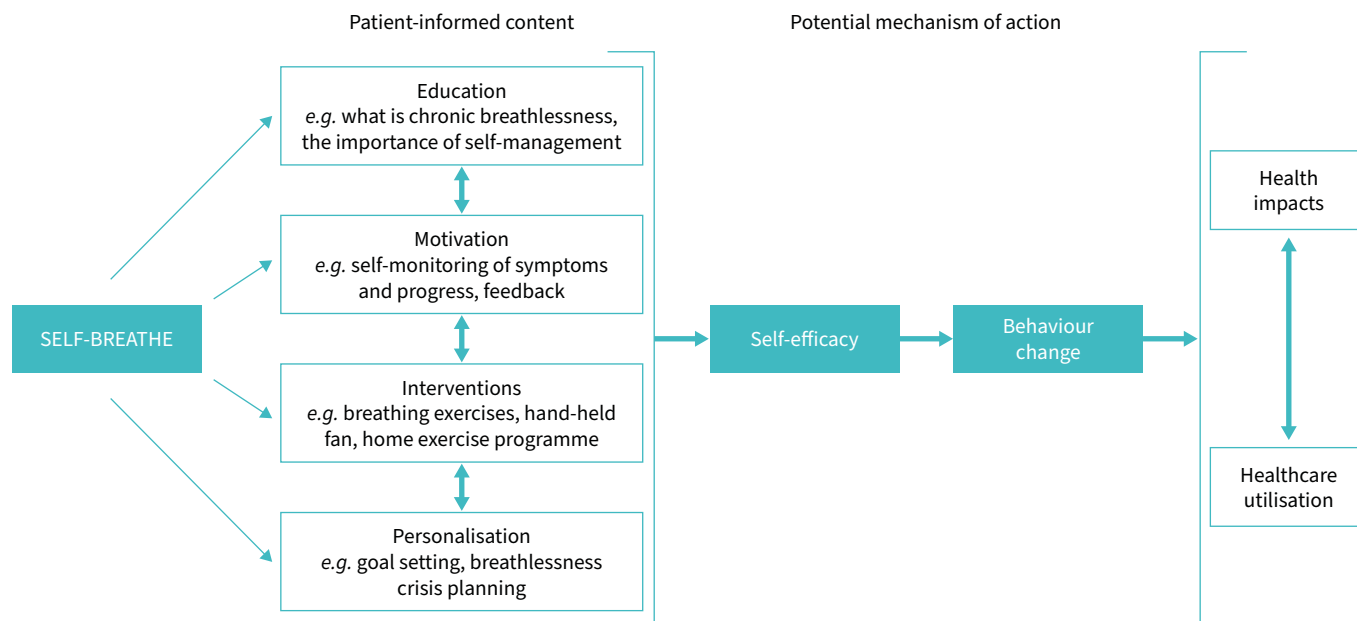 Patient-informed content
Potential mechanism of action
Education
e.g. what is chronic breathlessness,
the importance of self-management
Motivation
e.g. self-monitoring of symptoms
and progress, feedback
Interventions
e.g. breathing exercises, hand-held
fan, home exercise programme
Personalisation
e.g. goal setting, breathlessness
crisis planning
SELF-BREATHE
Self-efficacy
Behaviour
change
Health
impacts
Healthcare
utilisation